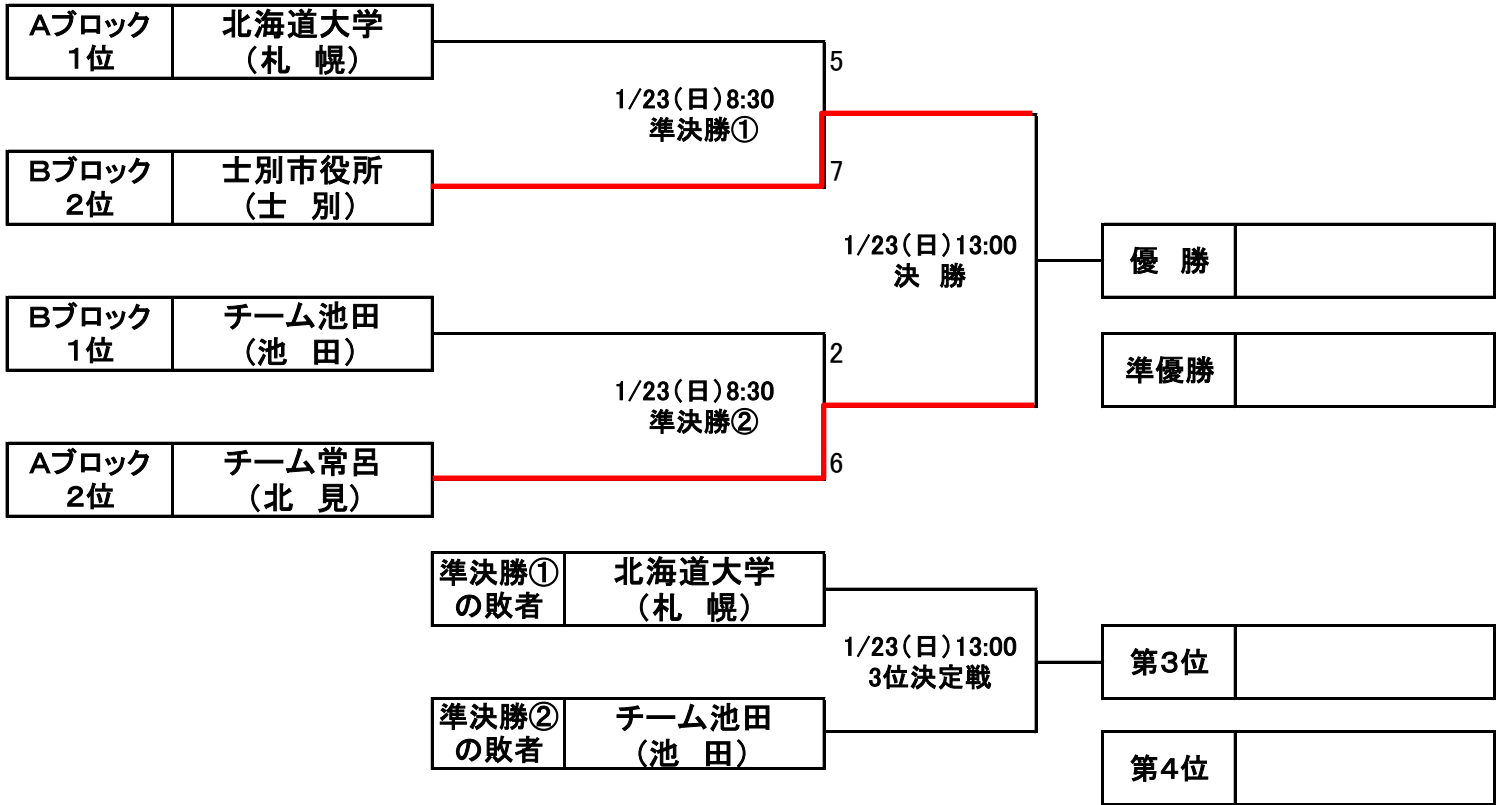 Aブロック
1位
北海道大学
(札　幌)
5
1/23(日)8:30
準決勝①
Bブロック
2位
士別市役所
(士　別)
7
1/23(日)13:00
決　勝
優　勝
Bブロック
1位
チーム池田
(池　田)
2
準優勝
1/23(日)8:30
準決勝②
Aブロック
2位
チーム常呂
(北　見)
6
準決勝①
の敗者
北海道大学
(札　幌)
1/23(日)13:00
3位決定戦
第3位
準決勝②
の敗者
チーム池田
(池　田)
第4位